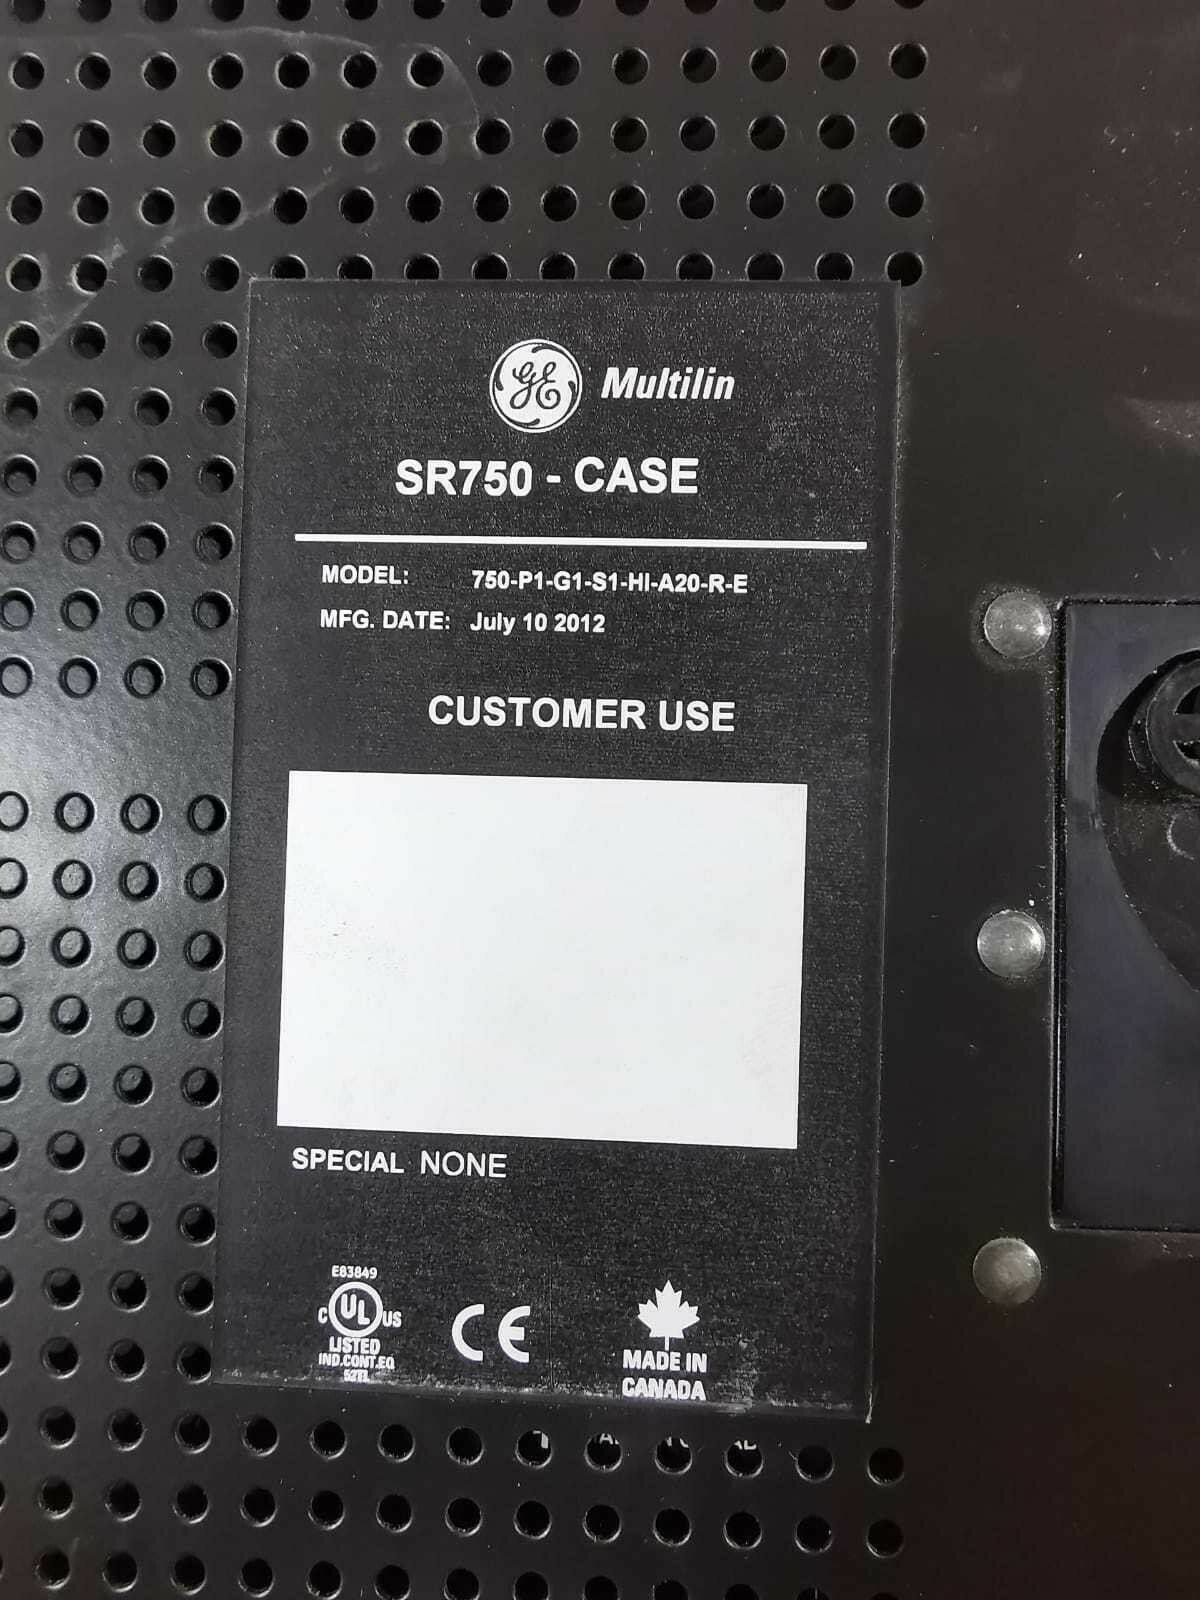 GE Multilin
SR750 - CASE
MODEL: 750-P1-G1-S1-HI-A20-R-E
MFG. DATE: July 10 2012
CUSTOMER USE
SPECIAL NONE
E83849
C UL US
LISTED
IND.CONT.EQ
52TL
CE
MADE IN
CANADA